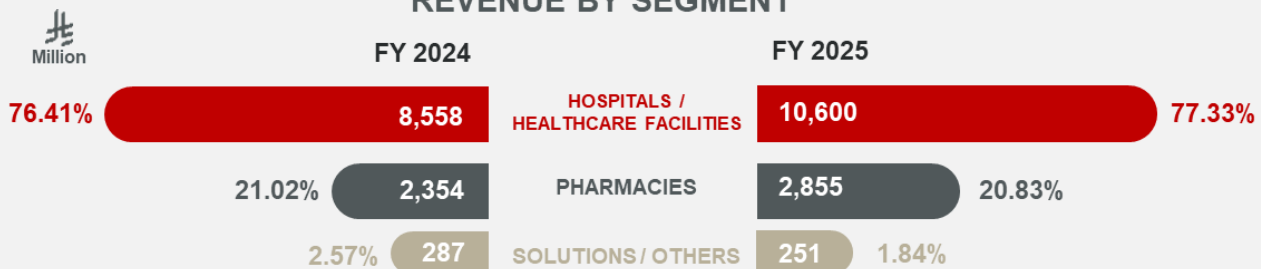 REVENUE BY SEGMENT
Million
FY 2024
FY 2025
76.41%
8,558
HOSPITALS /
HEALTHCARE FACILITIES
10,600
77.33%
21.02%
2,354
PHARMACIES
2,855
20.83%
2.57%
287
SOLUTIONS / OTHERS
251
1.84%